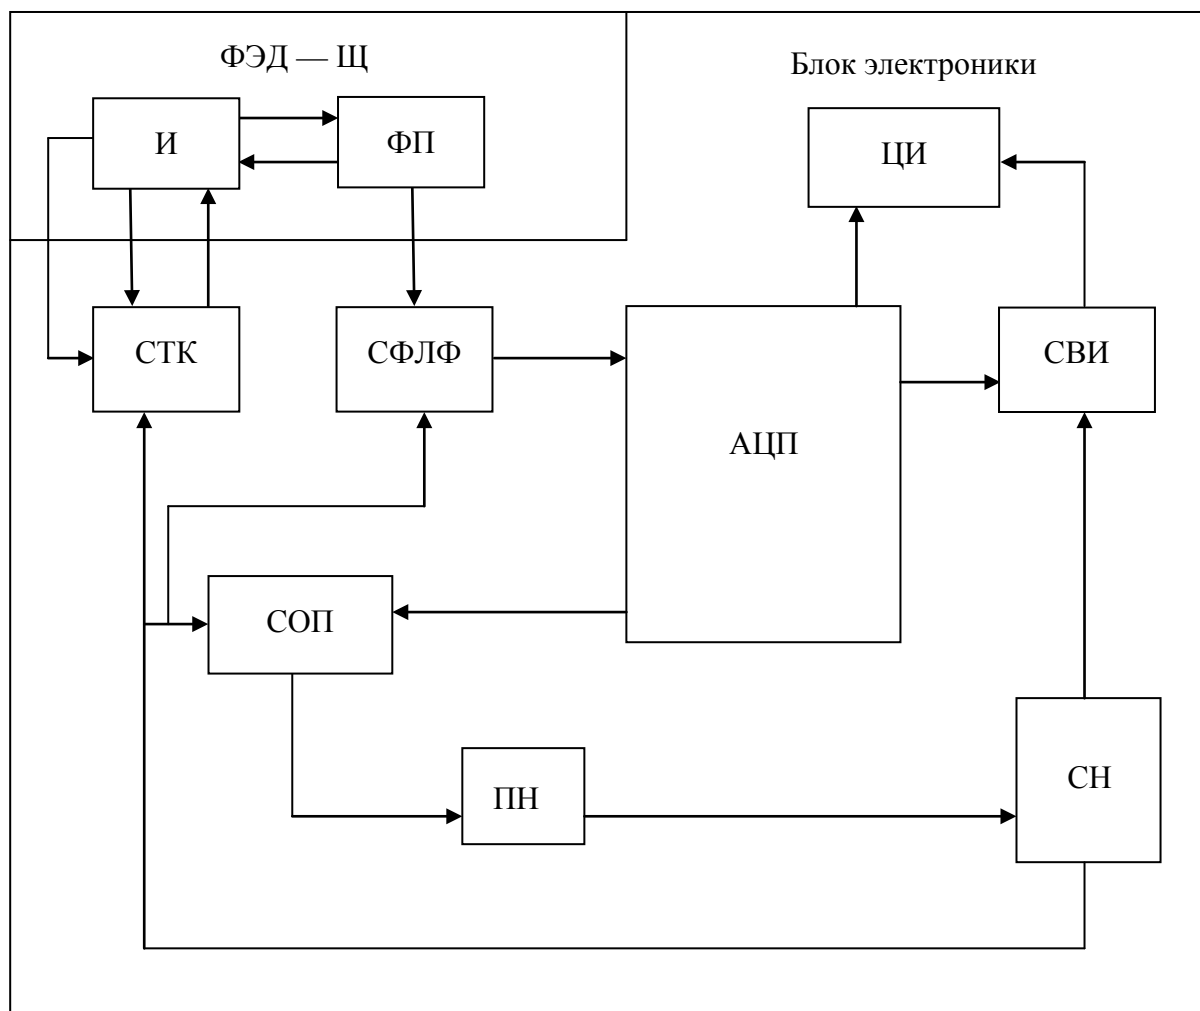 ФЭД — Щ
Блок электроники
И
ФП
ЦИ
СТК
СФЛФ
АЦП
СВИ
СОП
ПН
СН